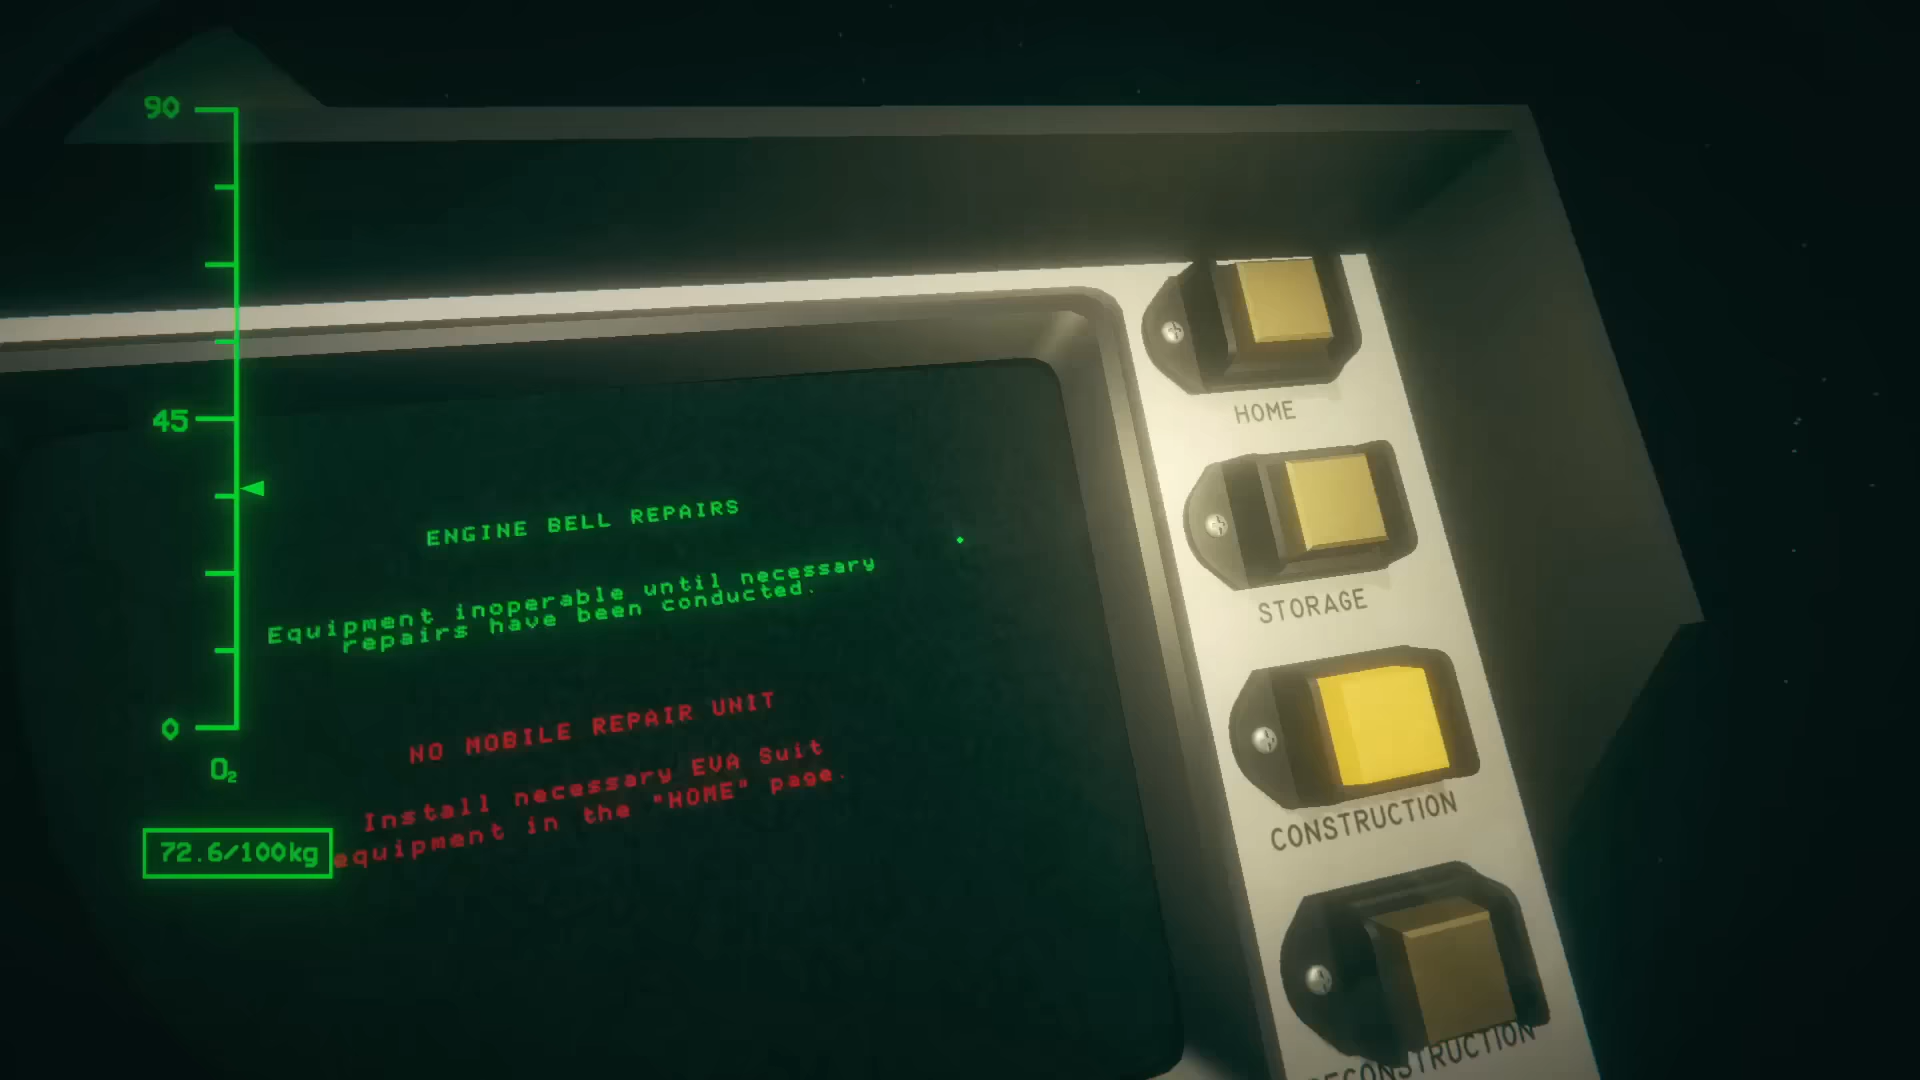 90
45
0
O₂
72.6/100kg
ENGINE BELL REPAIRS
Equipment inoperable until necessary
repairs have been conducted.
NO MOBILE REPAIR UNIT
Install necessary EVA Suit
equipment in the "HOME" page.
HOME
STORAGE
CONSTRUCTION
DECONSTRUCTION